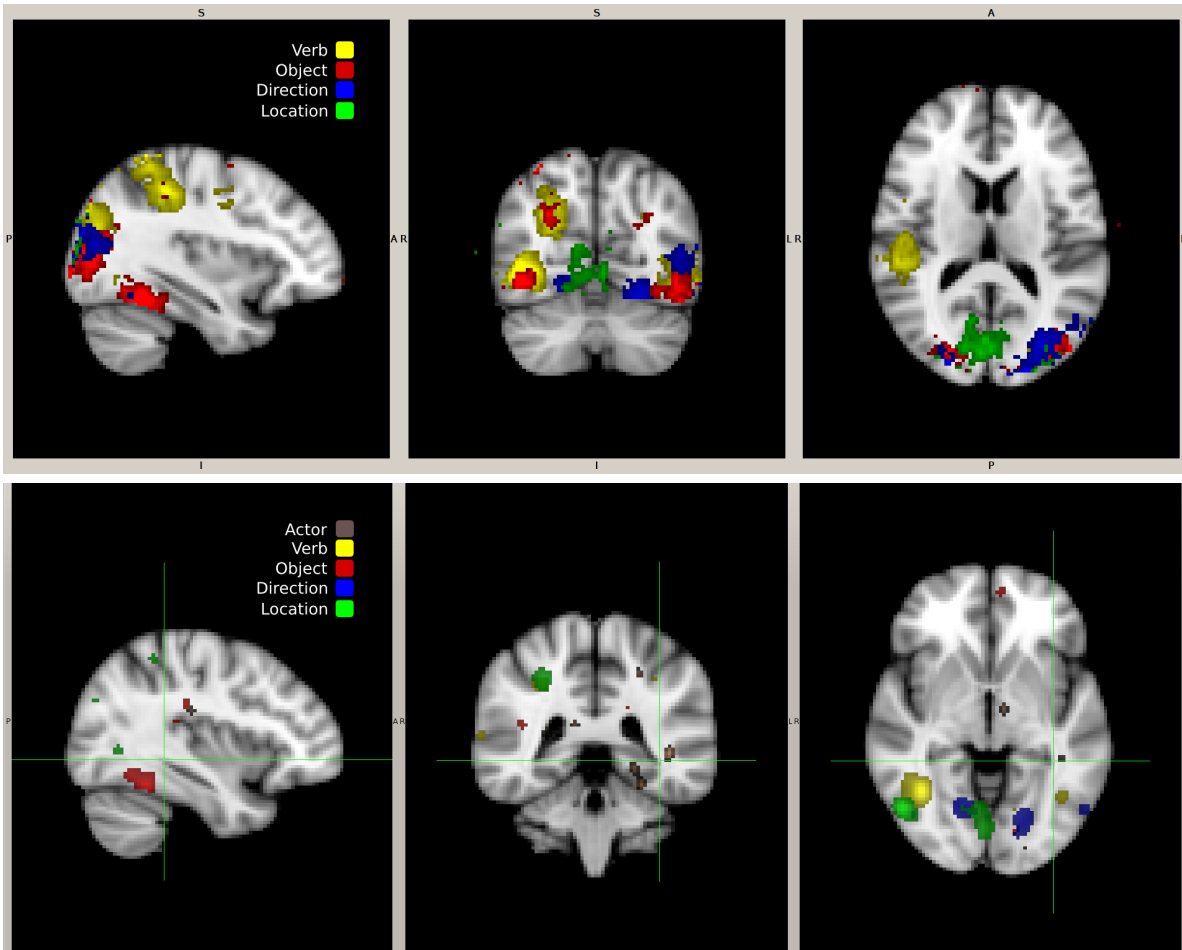 S S A
Verb
Object
Direction
Location
P A R L R
I I P
Actor
Verb
Object
Direction
Location
P A R L R